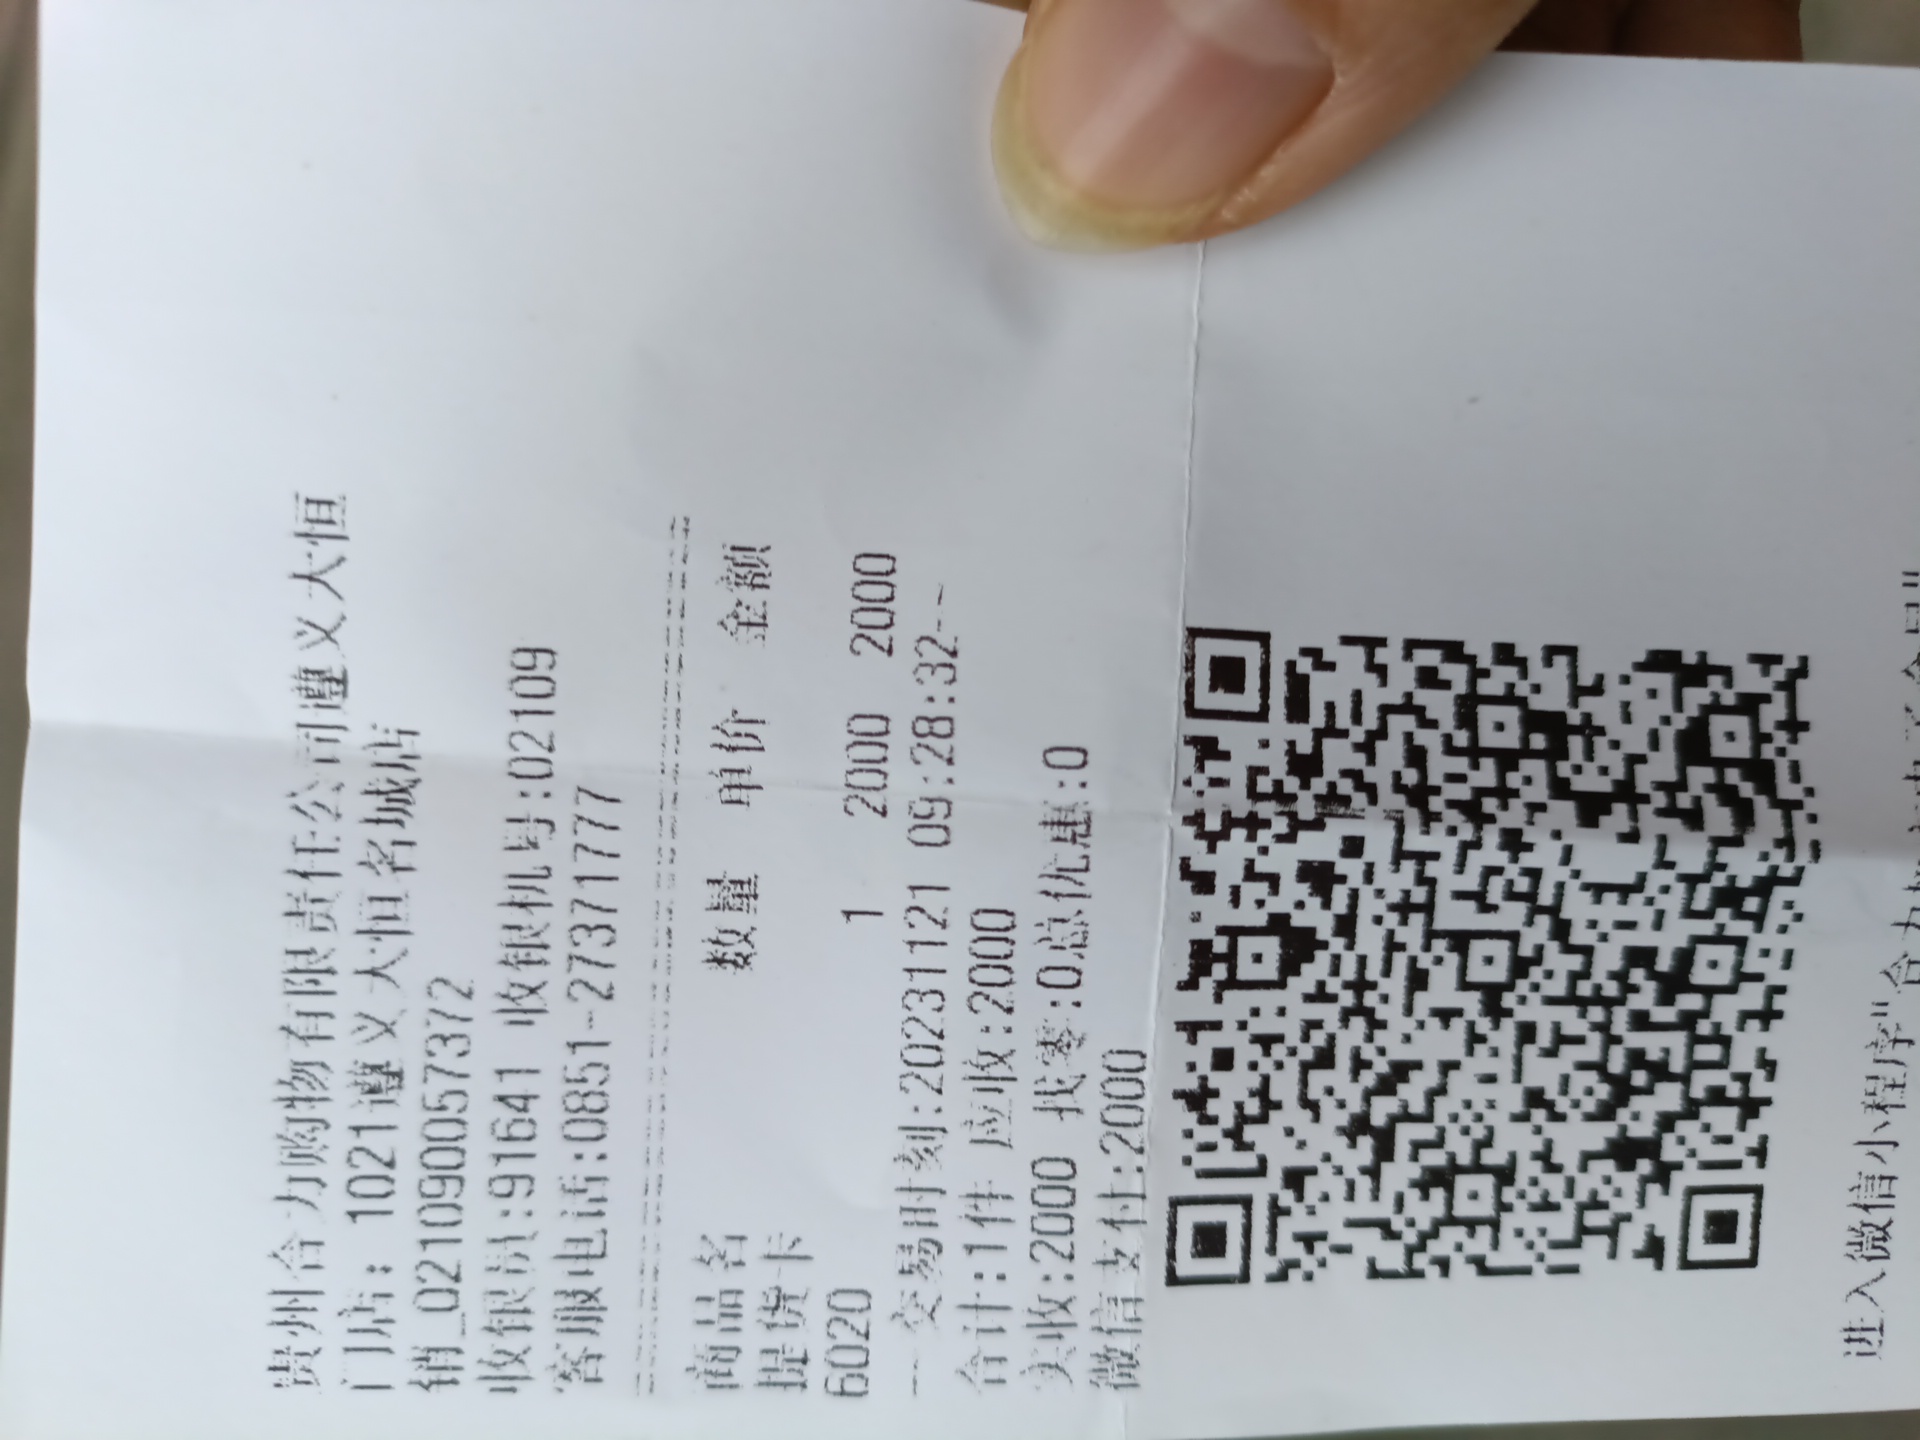 贵州合力购物有限责任公司遵义大恒
门店：1021遵义大恒名城店
销_02109005737​2
收银员:91641 收银机号:02109
客服电话:0851-27371777
商品名 数量 单价 金额
提货卡
6020 1 2000 2000
--交易时刻:20231121 09:28:32--
合计:1件 应收:2000
实收:2000 找零:0总优惠:0
微信支付:2000
进入微信小程序"合力